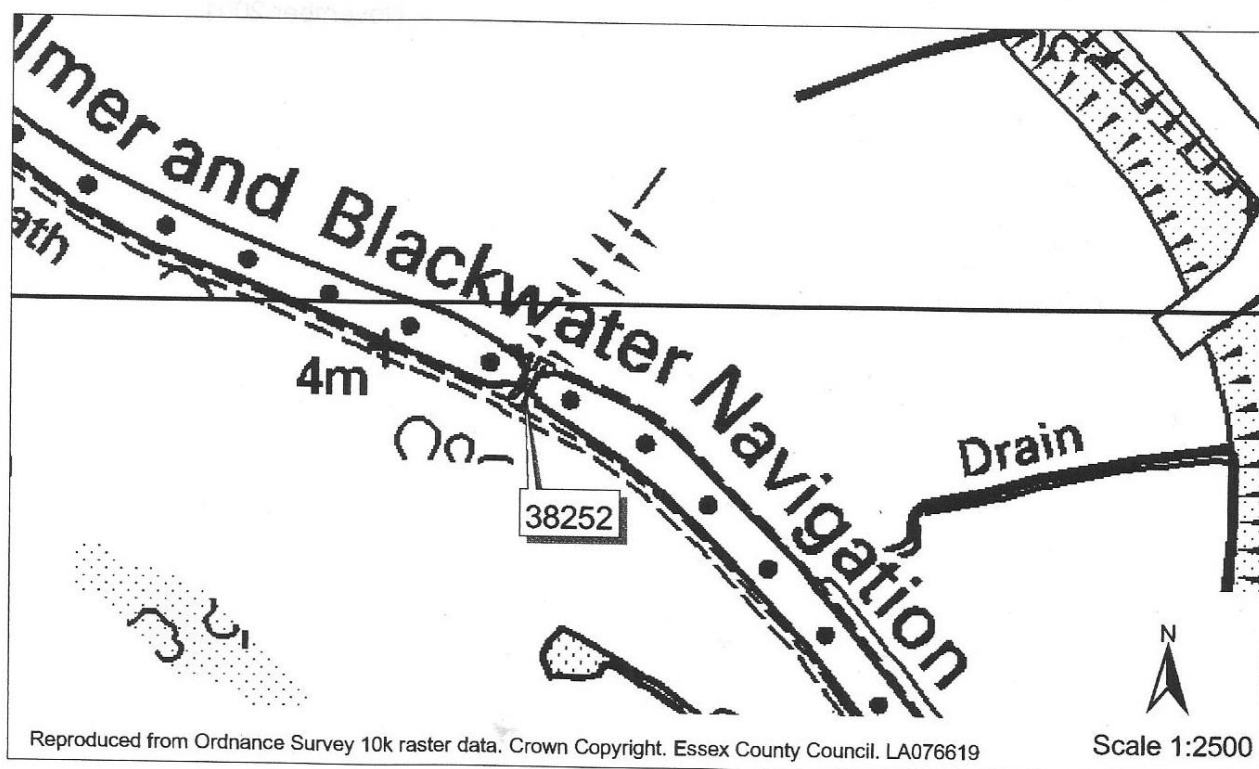 lmer and Blackwater Navigation
ath
4m
38252
Drain
N
Reproduced from Ordnance Survey 10k raster data. Crown Copyright. Essex County Council. LA076619
Scale 1:2500